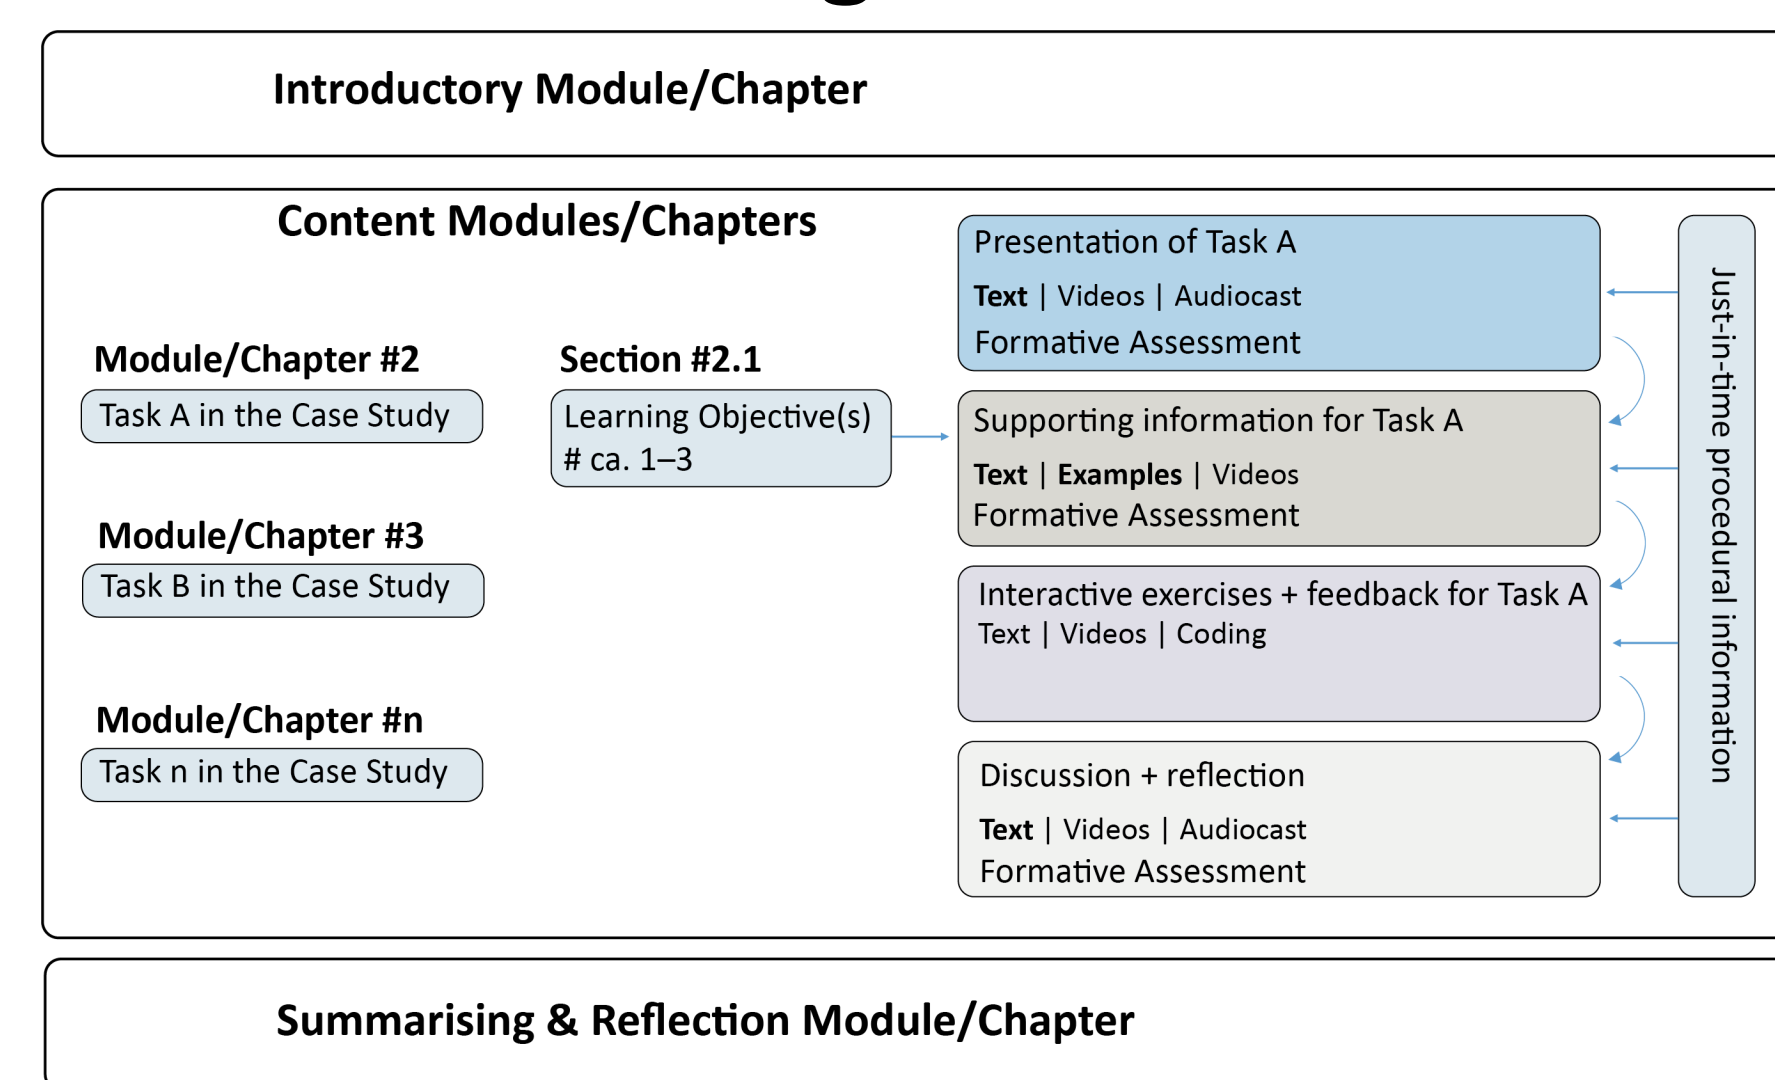 Introductory Module/Chapter
Content Modules/Chapters
Module/Chapter #2
Task A in the Case Study
Module/Chapter #3
Task B in the Case Study
Module/Chapter #n
Task n in the Case Study
Section #2.1
Learning Objective(s)
# ca. 1–3
Presentation of Task A
Text | Videos | Audiocast
Formative Assessment
Supporting information for Task A
Text | Examples | Videos
Formative Assessment
Interactive exercises + feedback for Task A
Text | Videos | Coding
Discussion + reflection
Text | Videos | Audiocast
Formative Assessment
Just-in-time procedural information
Summarising & Reflection Module/Chapter